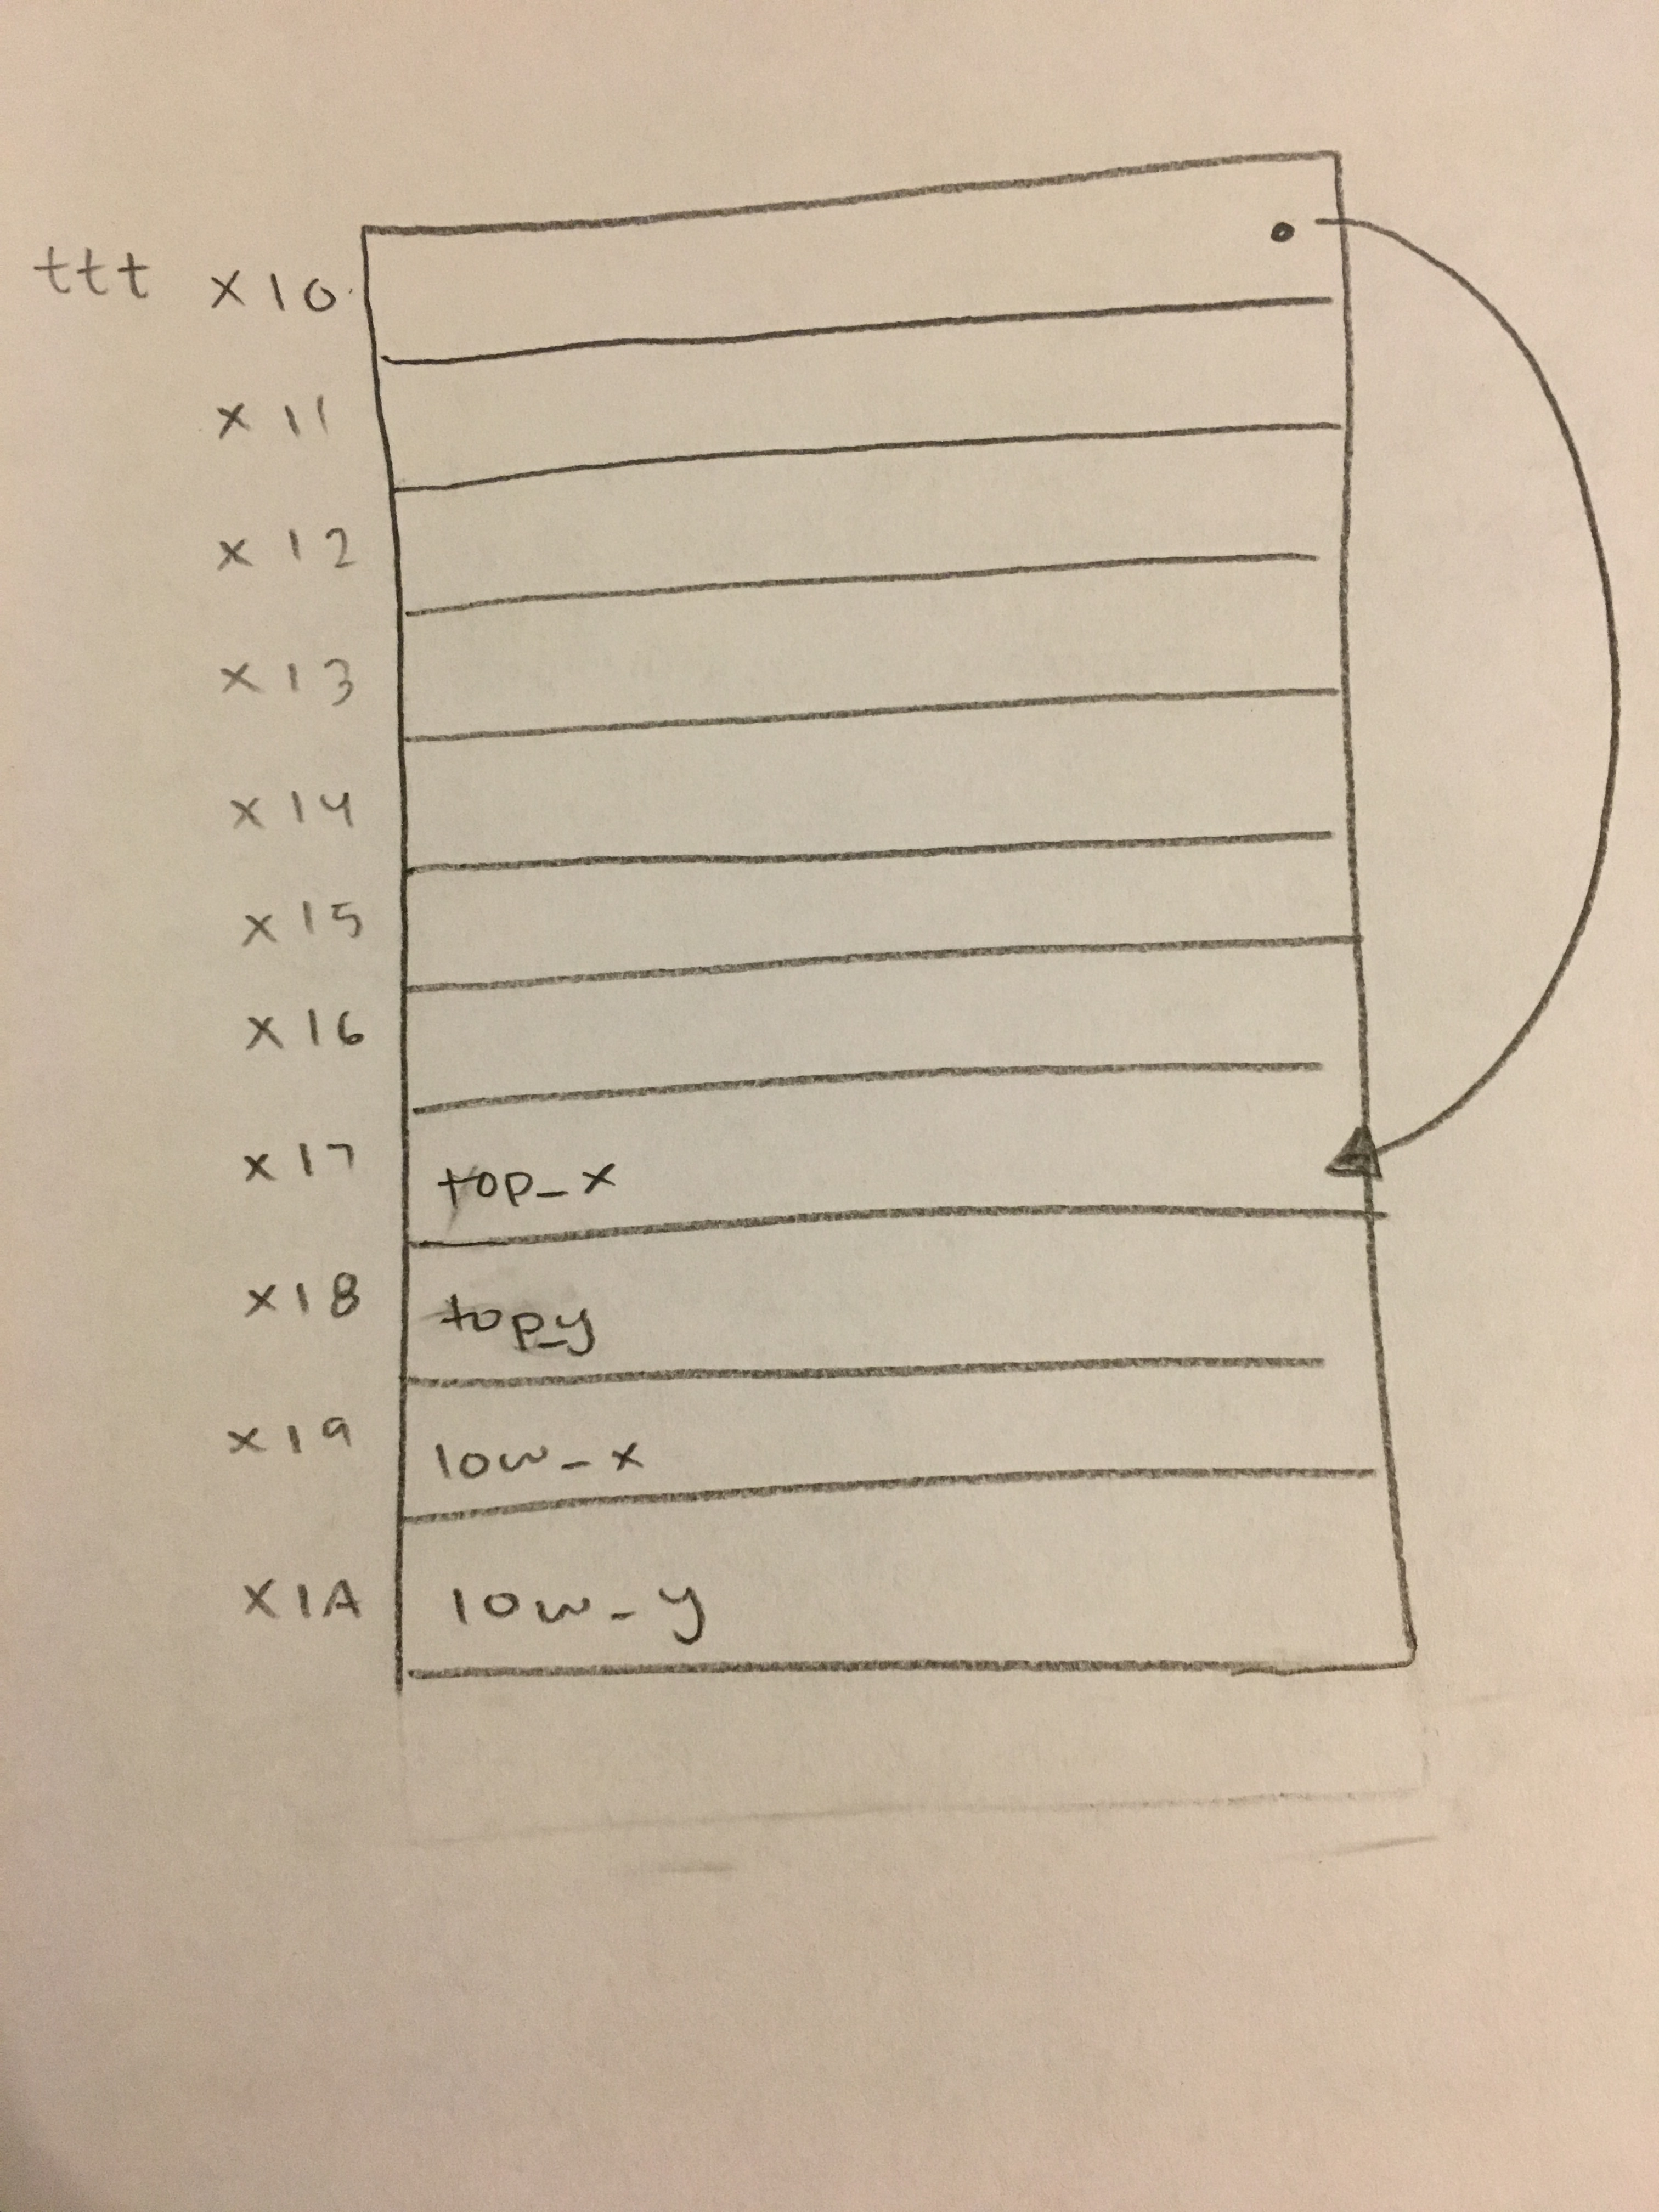 ttt x10
x11
x12
x13
x14
x15
x16
x17 top_x
x18 top_y
x19 low_x
x1A low_y